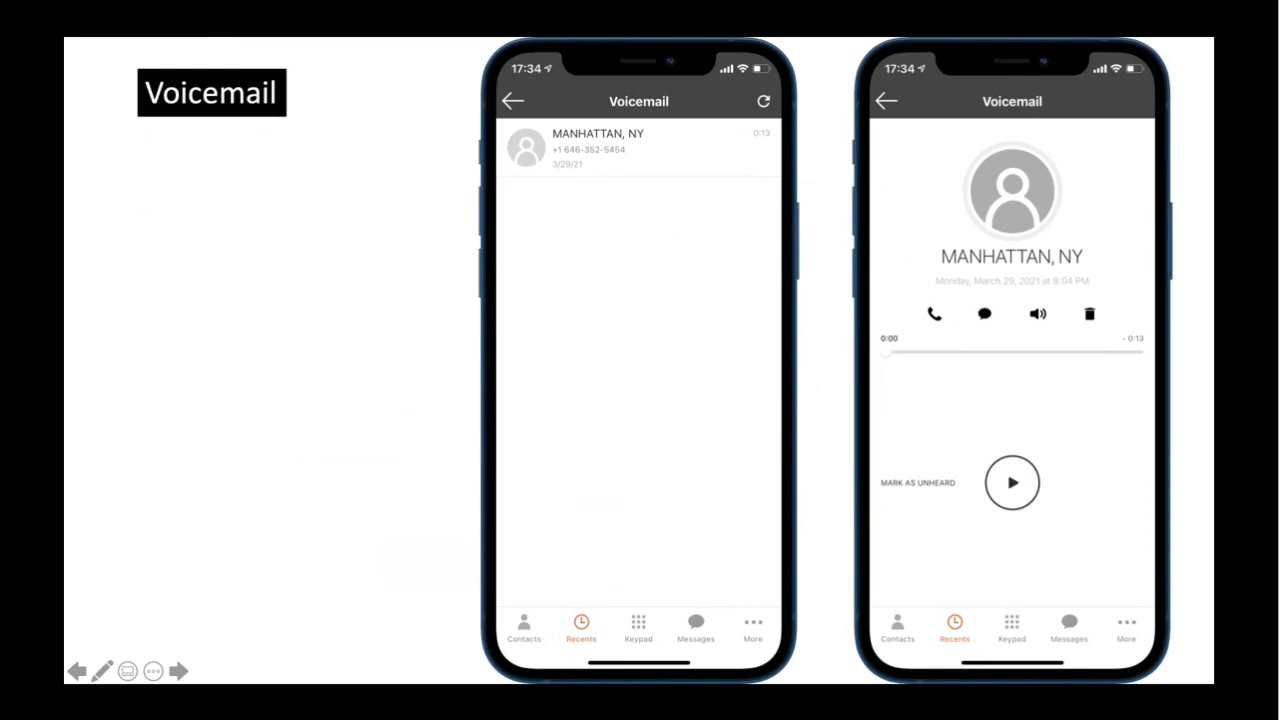 Voicemail
17:34
Voicemail
MANHATTAN, NY
0:13
+1 646-352-5454
3/29/21
Contacts
Recents
Keypad
Messages
More
17:34
Voicemail
MANHATTAN, NY
Monday, March 29, 2021 at 8:04 PM
0:00
- 0:13
MARK AS UNHEARD
Contacts
Recents
Keypad
Messages
More